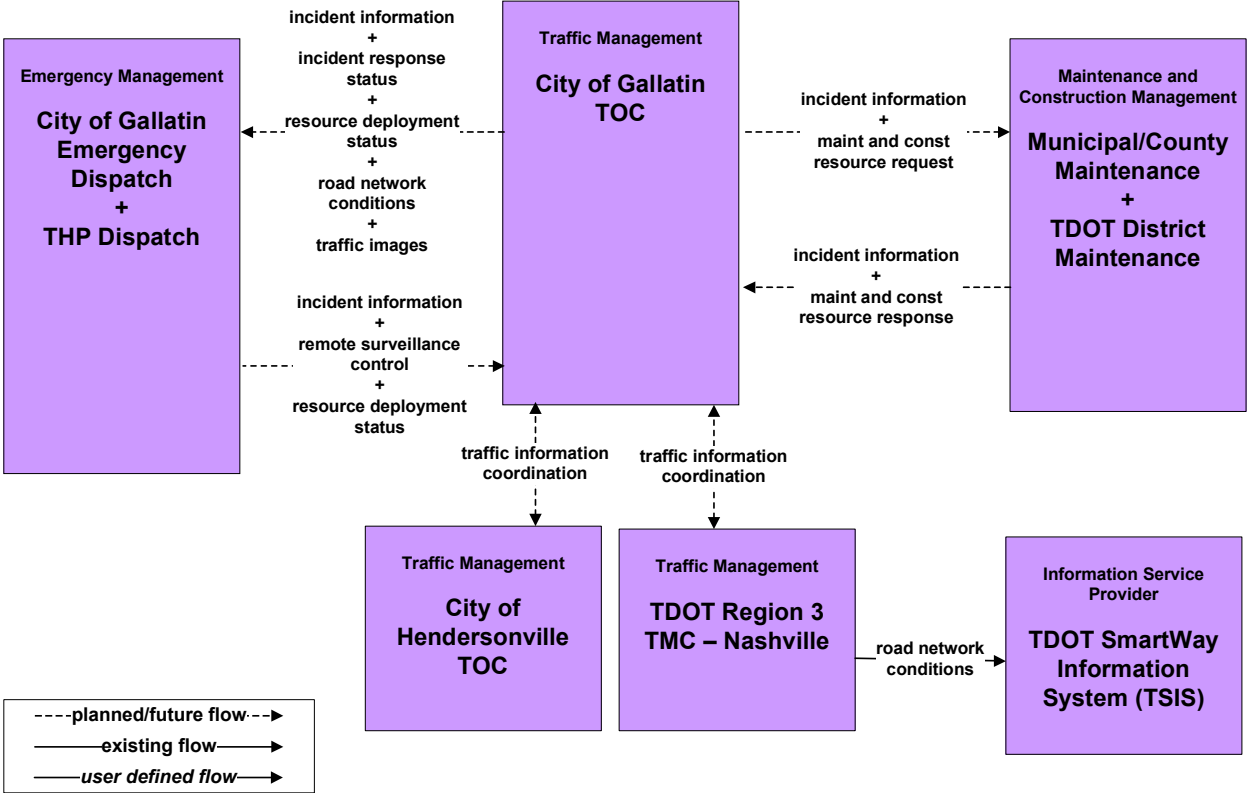 Emergency Management
City of Gallatin
Emergency
Dispatch
+
THP Dispatch
incident information
+
incident response
status
+
resource deployment
status
+
road network
conditions
+
traffic images
incident information
+
remote surveillance
control
+
resource deployment
status
Traffic Management
City of Gallatin
TOC
incident information
+
maint and const
resource request
incident information
+
maint and const
resource response
Maintenance and
Construction Management
Municipal/County
Maintenance
+
TDOT District
Maintenance
traffic information
coordination
traffic information
coordination
Traffic Management
City of
Hendersonville
TOC
Traffic Management
TDOT Region 3
TMC – Nashville
road network
conditions
Information Service
Provider
TDOT SmartWay
Information
System (TSIS)
planned/future flow
existing flow
user defined flow